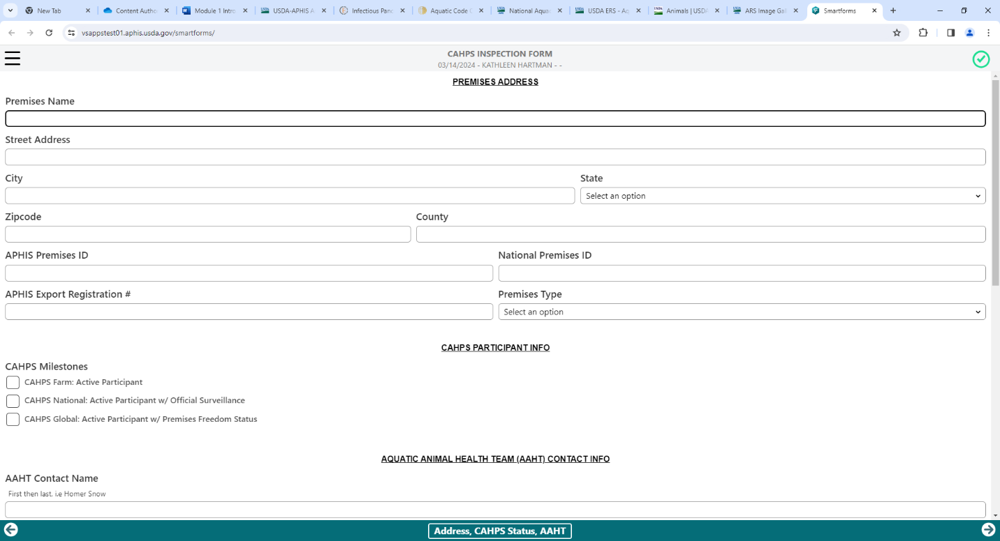 New Tab
Content Autho
Module 1 Intro
USDA-APHIS A
Infectious Panc
Aquatic Code C
National Aquac
USDA ERS - Aq
Animals | USDA
ARS Image Gall
Smartforms
vsappstest01.aphis.usda.gov/smartforms/
CAHPS INSPECTION FORM
03/14/2024 - KATHLEEN HARTMAN - -
PREMISES ADDRESS
Premises Name
Street Address
City State
Select an option
Zipcode County
APHIS Premises ID National Premises ID
APHIS Export Registration # Premises Type
Select an option
CAHPS PARTICIPANT INFO
CAHPS Milestones
CAHPS Farm: Active Participant
CAHPS National: Active Participant w/ Official Surveillance
CAHPS Global: Active Participant w/ Premises Freedom Status
AQUATIC ANIMAL HEALTH TEAM (AAHT) CONTACT INFO
AAHT Contact Name
First then last, i.e Homer Snow
Address, CAHPS Status, AAHT